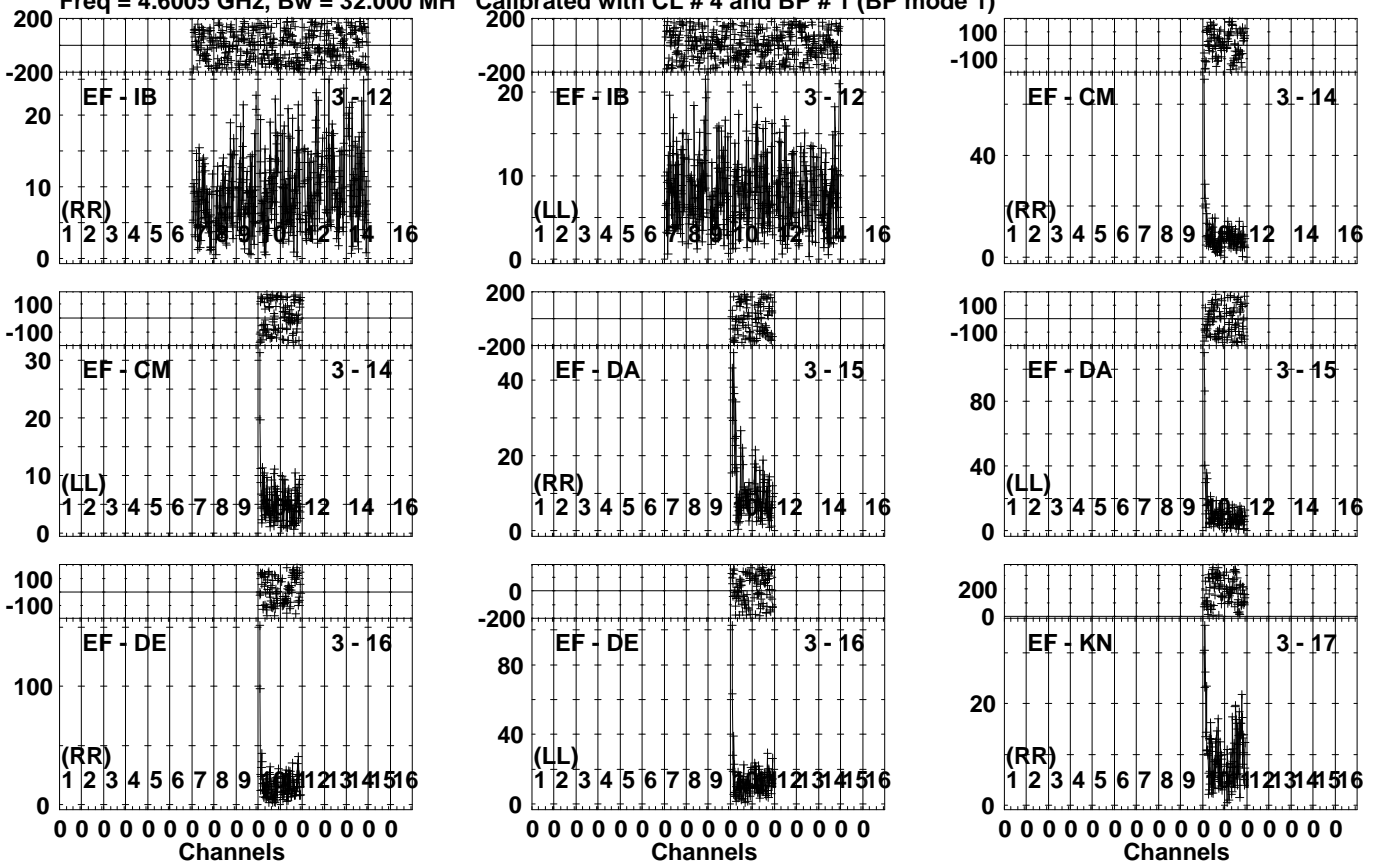 Freq = 4.6005 GHz, Bw = 32.000 MH Calibrated with CL # 4 and BP # 1 (BP mode 1)
200
-200
EF - IB 3 - 12
20
10
0
(RR)
1 2 3 4 5 6 7 8 9 10 12 14 16
200
-200
EF - IB 3 - 12
20
10
0
(LL)
1 2 3 4 5 6 7 8 9 10 12 14 16
100
-100
EF - CM 3 - 14
40
0
(RR)
1 2 3 4 5 6 7 8 9 10 12 14 16
100
-100
EF - CM 3 - 14
30
20
10
0
(LL)
1 2 3 4 5 6 7 8 9 10 12 14 16
200
-200
EF - DA 3 - 15
40
20
0
(RR)
1 2 3 4 5 6 7 8 9 10 12 14 16
100
-100
EF - DA 3 - 15
80
40
0
(LL)
1 2 3 4 5 6 7 8 9 10 12 14 16
100
-100
EF - DE 3 - 16
100
0
(RR)
1 2 3 4 5 6 7 8 9 10 11 12 13 14 15 16
0 0 0 0 0 0 0 0 0 0 0 0 0 0 0 0
Channels
0
-200
EF - DE 3 - 16
80
40
0
(LL)
1 2 3 4 5 6 7 8 9 10 11 12 13 14 15 16
0 0 0 0 0 0 0 0 0 0 0 0 0 0 0 0
Channels
200
0
EF - KN 3 - 17
20
0
(RR)
1 2 3 4 5 6 7 8 9 10 11 12 13 14 15 16
0 0 0 0 0 0 0 0 0 0 0 0 0 0 0 0
Channels